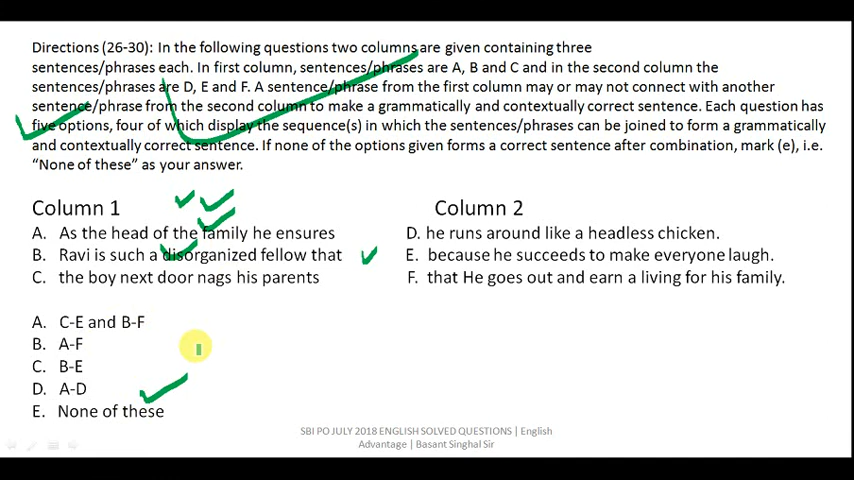 Directions (26-30): In the following questions two columns are given containing three
sentences/phrases each. In first column, sentences/phrases are A, B and C and in the second column the
sentences/phrases are D, E and F. A sentence/phrase from the first column may or may not connect with another
sentence/phrase from the second column to make a grammatically and contextually correct sentence. Each question has
five options, four of which display the sequence(s) in which the sentences/phrases can be joined to form a grammatically
and contextually correct sentence. If none of the options given forms a correct sentence after combination, mark (e), i.e.
“None of these” as your answer.
Column 1
A. As the head of the family he ensures
B. Ravi is such a disorganized fellow that
C. the boy next door nags his parents
Column 2
D. he runs around like a headless chicken.
E. because he succeeds to make everyone laugh.
F. that He goes out and earn a living for his family.
A. C-E and B-F
B. A-F
C. B-E
D. A-D
E. None of these
SBI PO JULY 2018 ENGLISH SOLVED QUESTIONS | English
Advantage | Basant Singhal Sir